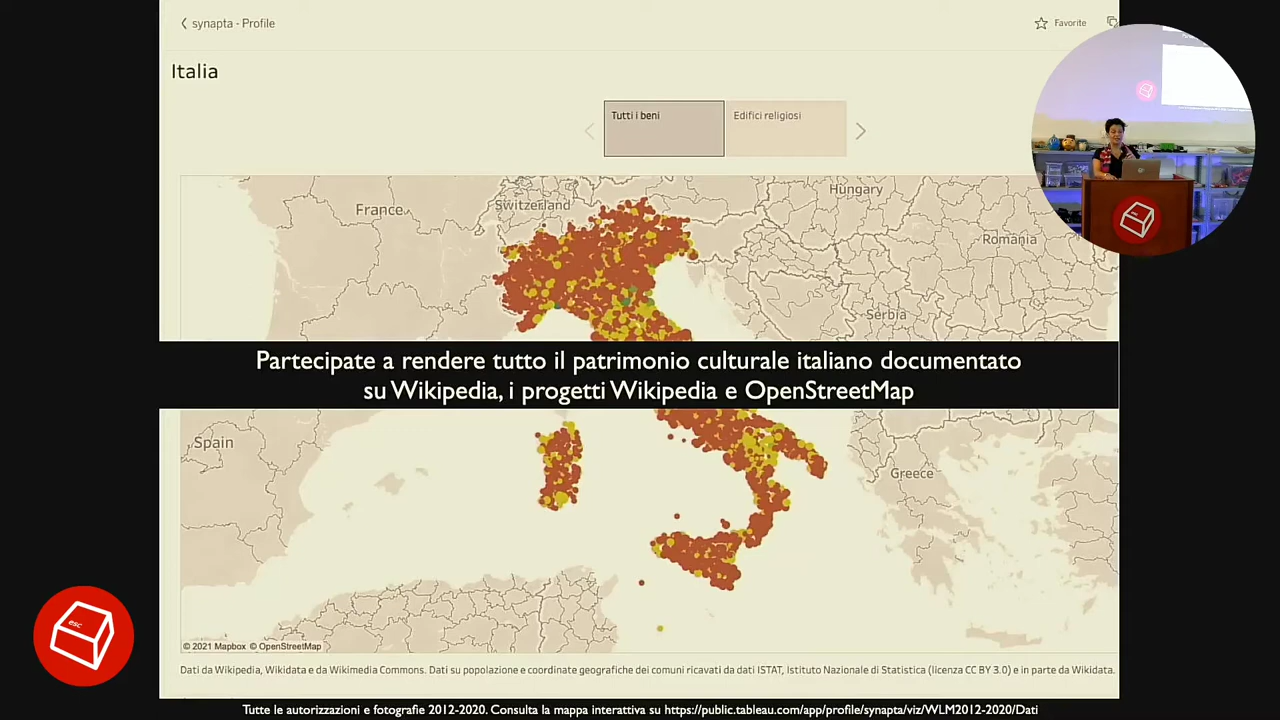 synapta - Profile
Favorite
Italia
Tutti i beni
Edifici religiosi
France
Switzerland
Hungary
Romania
Serbia
Partecipate a rendere tutto il patrimonio culturale italiano documentato
su Wikipedia, i progetti Wikipedia e OpenStreetMap
Spain
Greece
© 2021 Mapbox © OpenStreetMap
Dati da Wikipedia, Wikidata e da Wikimedia Commons. Dati su popolazione e coordinate geografiche dei comuni ricavati da dati ISTAT, Istituto Nazionale di Statistica (licenza CC BY 3.0) e in parte da Wikidata.
esc
Tutte le autorizzazioni e fotografie 2012-2020. Consulta la mappa interattiva su https://public.tableau.com/app/profile/synapta/viz/WLM2012-2020/Dati